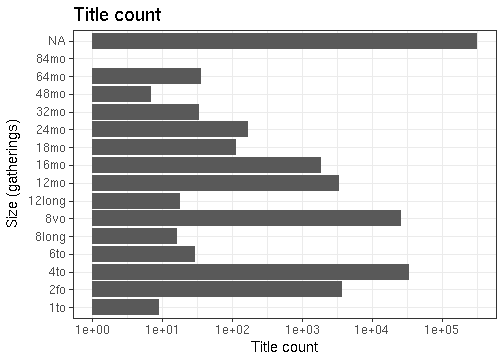 Title count
NA
84mo
64mo
48mo
32mo
24mo
18mo
16mo
12mo
12long
8vo
8long
6to
4to
2fo
1to
Size (gatherings)
1e+00 1e+01 1e+02 1e+03 1e+04 1e+05
Title count